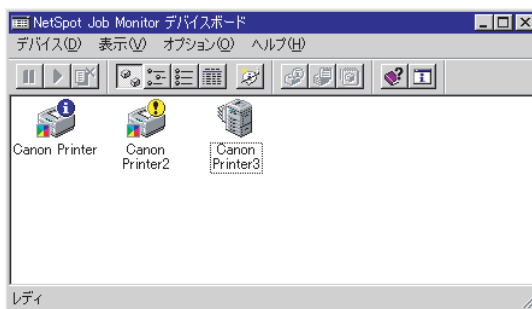 NetSpot Job Monitor デバイスボード
デバイス(D) 表示(V) オプション(O) ヘルプ(H)
Canon Printer
Canon Printer2
Canon Printer3
レディ